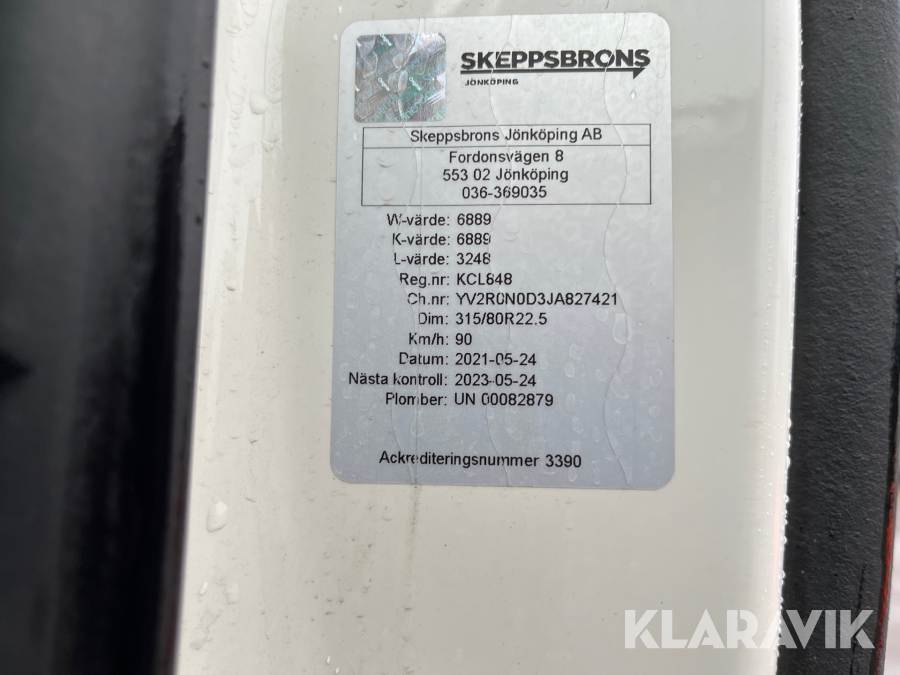 SKEPPSBRONS
JÖNKÖPING
Skeppsbrons Jönköping AB
Fordonsvägen 8
553 02 Jönköping
036-369035
W-värde: 6889
K-värde: 6889
L-värde: 3248
Reg.nr: KCL848
Ch.nr: YV2R0N0D3JA827421
Dim: 315/80R22.5
Km/h: 90
Datum: 2021-05-24
Nästa kontroll: 2023-05-24
Plomber: UN 00082879
Ackrediteringsnummer 3390
KLARAVIK